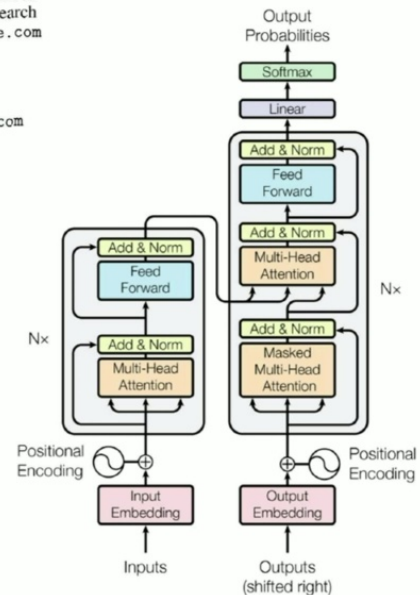 earch
e.com
com
Output
Probabilities
Softmax
Linear
Add & Norm
Feed
Forward
Add & Norm
Multi-Head
Attention
Nx
Add & Norm
Masked
Multi-Head
Attention
Add & Norm
Feed
Forward
Nx
Add & Norm
Multi-Head
Attention
Positional
Encoding
Positional
Encoding
Input
Embedding
Output
Embedding
Inputs
Outputs
(shifted right)